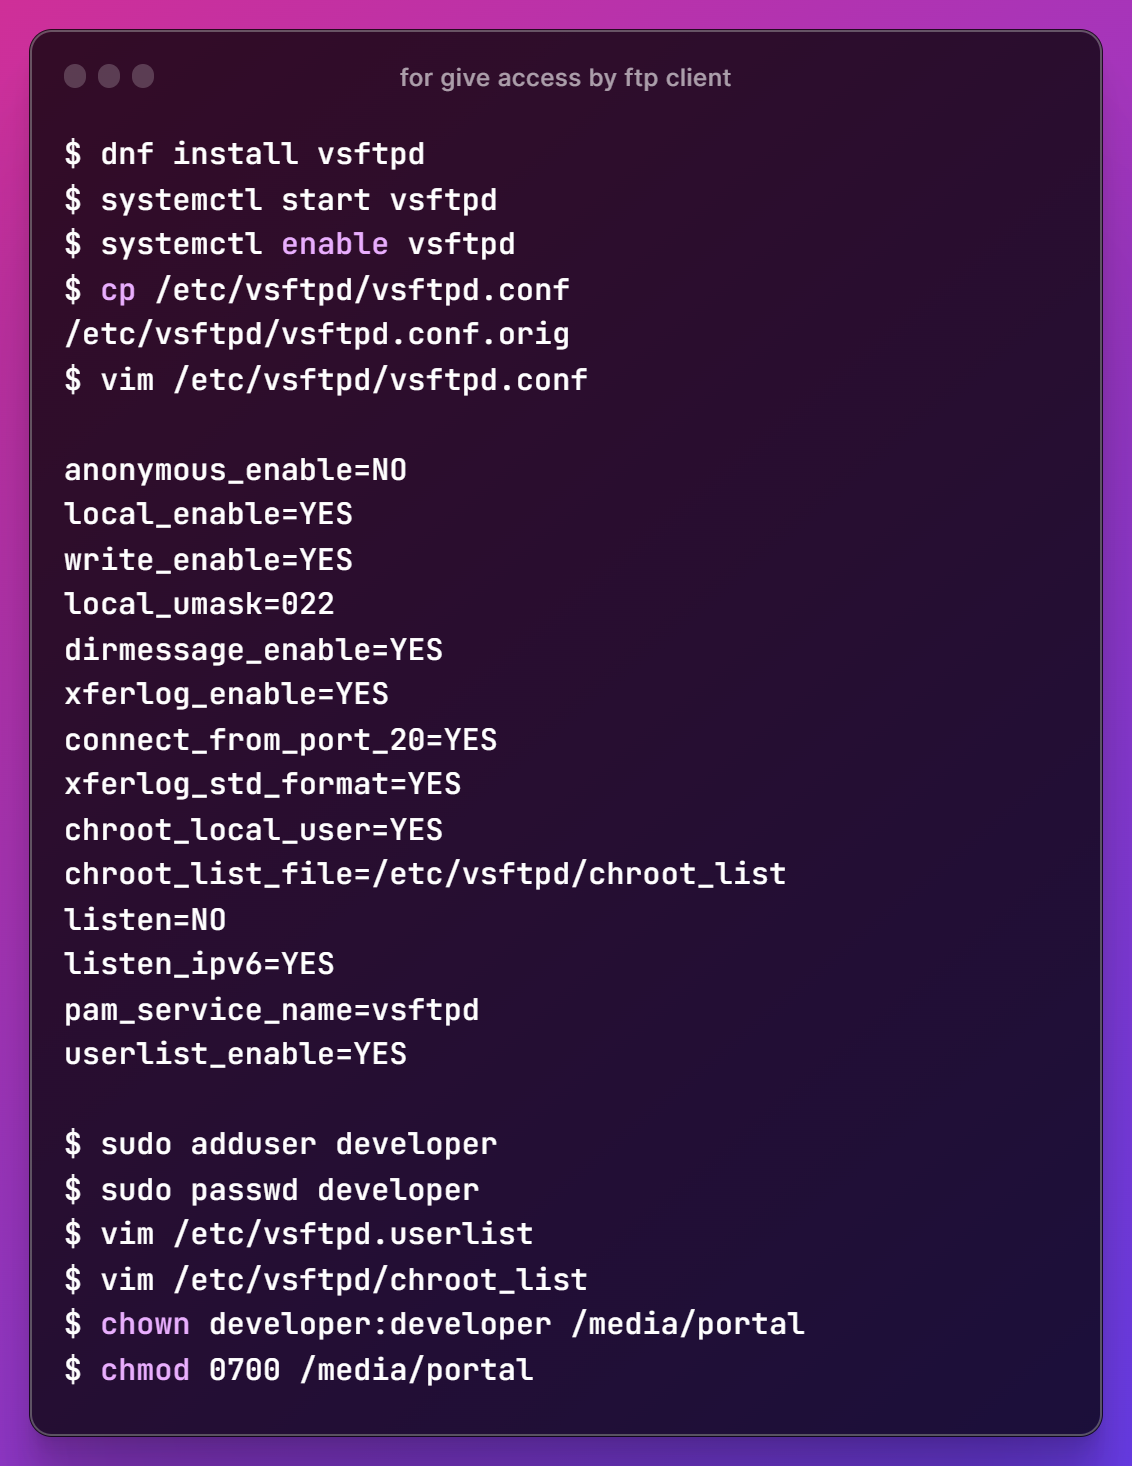 for give access by ftp client
$ dnf install vsftpd
$ systemctl start vsftpd
$ systemctl enable vsftpd
$ cp /etc/vsftpd/vsftpd.conf
/etc/vsftpd/vsftpd.conf.orig
$ vim /etc/vsftpd/vsftpd.conf
anonymous_enable=NO
local_enable=YES
write_enable=YES
local_umask=022
dirmessage_enable=YES
xferlog_enable=YES
connect_from_port_20=YES
xferlog_std_format=YES
chroot_local_user=YES
chroot_list_file=/etc/vsftpd/chroot_list
listen=NO
listen_ipv6=YES
pam_service_name=vsftpd
userlist_enable=YES
$ sudo adduser developer
$ sudo passwd developer
$ vim /etc/vsftpd.userlist
$ vim /etc/vsftpd/chroot_list
$ chown developer:developer /media/portal
$ chmod 0700 /media/portal